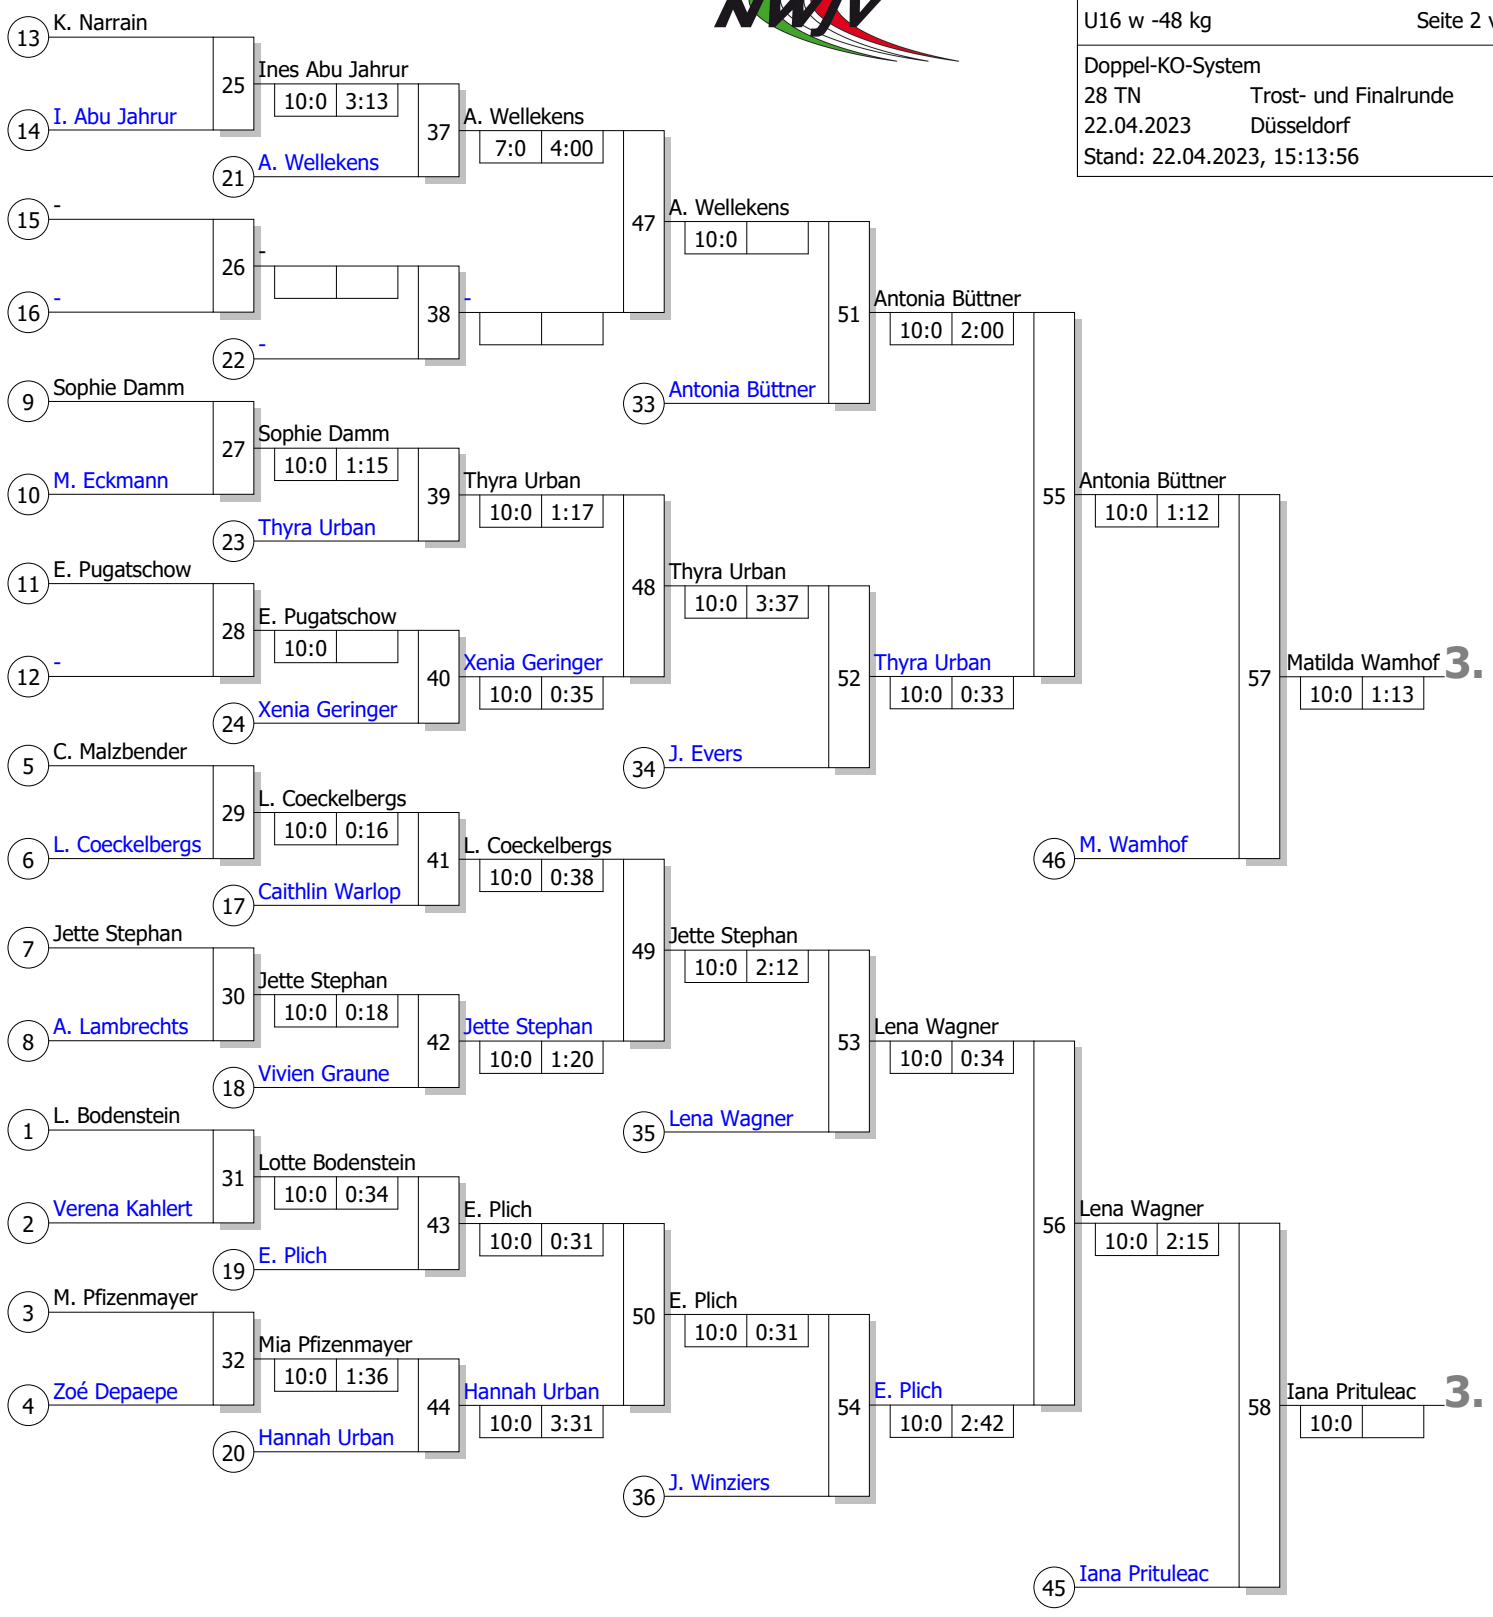 NWJV
U16 w -48 kg Seite 2 v
Doppel-KO-System
28 TN Trost- und Finalrunde
22.04.2023 Düsseldorf
Stand: 22.04.2023, 15:13:56
13 K. Narrain
25 Ines Abu Jahrur
10:0 3:13
14 I. Abu Jahrur
37 A. Wellekens
7:0 4:00
21 A. Wellekens
15 -
47 A. Wellekens
10:0
26 -
16 -
38 -
22 -
51 Antonia Büttner
10:0 2:00
33 Antonia Büttner
9 Sophie Damm
27 Sophie Damm
10:0 1:15
10 M. Eckmann
39 Thyra Urban
10:0 1:17
23 Thyra Urban
55 Antonia Büttner
10:0 1:12
11 E. Pugatschow
48 Thyra Urban
10:0 3:37
28 E. Pugatschow
10:0
12 -
40 Xenia Geringer
10:0 0:35
24 Xenia Geringer
52 Thyra Urban
10:0 0:33
34 J. Evers
57 Matilda Wamhof 3.
10:0 1:13
46 M. Wamhof
5 C. Malzbender
29 L. Coeckelbergs
10:0 0:16
6 L. Coeckelbergs
41 L. Coeckelbergs
10:0 0:38
17 Caithlin Warlop
7 Jette Stephan
49 Jette Stephan
10:0 2:12
30 Jette Stephan
10:0 0:18
8 A. Lambrechts
42 Jette Stephan
10:0 1:20
18 Vivien Graune
53 Lena Wagner
10:0 0:34
35 Lena Wagner
1 L. Bodenstein
31 Lotte Bodenstein
10:0 0:34
2 Verena Kahlert
43 E. Plich
10:0 0:31
19 E. Plich
56 Lena Wagner
10:0 2:15
3 M. Pfizenmayer
50 E. Plich
10:0 0:31
32 Mia Pfizenmayer
10:0 1:36
4 Zoé Depaepe
44 Hannah Urban
10:0 3:31
20 Hannah Urban
54 E. Plich
10:0 2:42
36 J. Winziers
58 Iana Prituleac 3.
10:0
45 Iana Prituleac